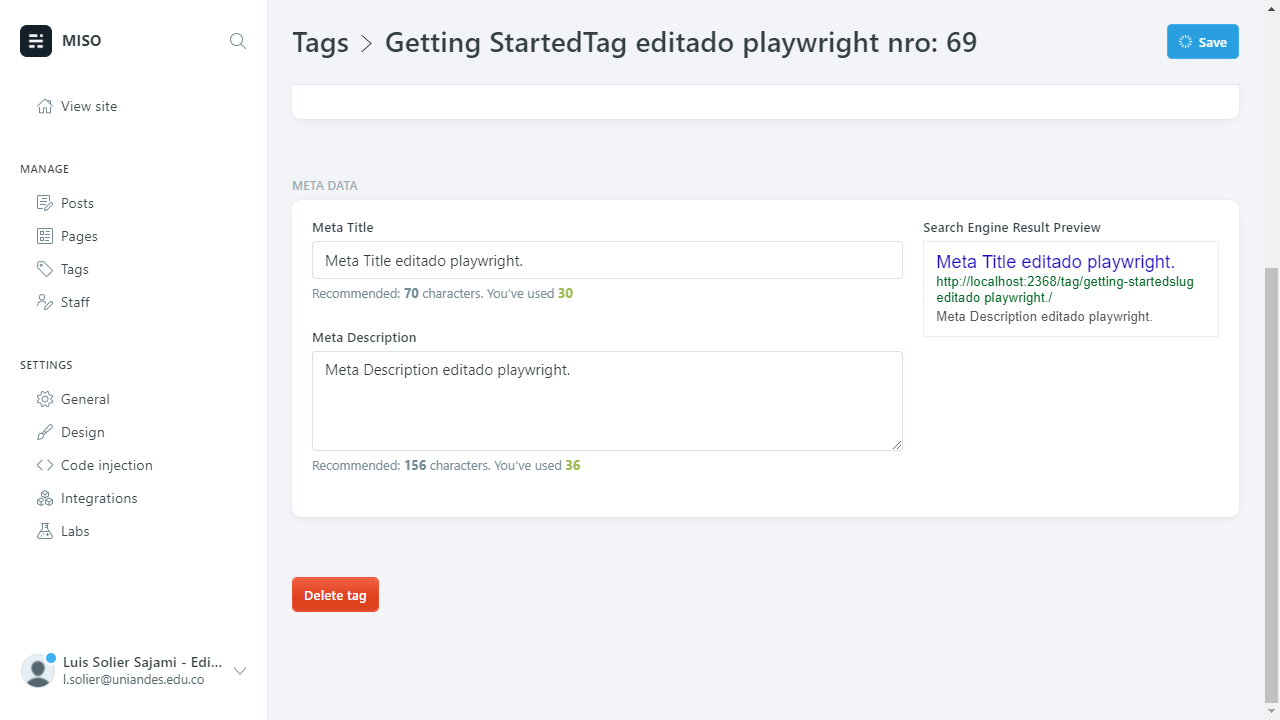 MISO
View site
MANAGE
Posts
Pages
Tags
Staff
SETTINGS
General
Design
Code injection
Integrations
Labs
Luis Solier Sajami - Edi...
l.solier@uniandes.edu.co
Tags > Getting StartedTag editado playwright nro: 69
Save
META DATA
Meta Title
Meta Title editado playwright.
Recommended: 70 characters. You've used 30
Meta Description
Meta Description editado playwright.
Recommended: 156 characters. You've used 36
Search Engine Result Preview
Meta Title editado playwright.
http://localhost:2368/tag/getting-startedslug
editado playwright./
Meta Description editado playwright.
Delete tag